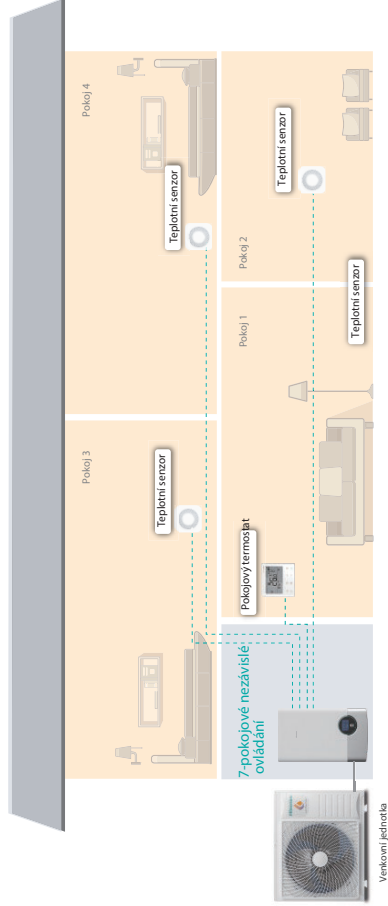 Pokoj 3
Pokoj 4
Teplotní senzor
Teplotní senzor
7-pokojové nezávislé
ovládání
Pokojový termostat
Pokoj 1
Pokoj 2
Teplotní senzor
Teplotní senzor
Venkovní jednotka